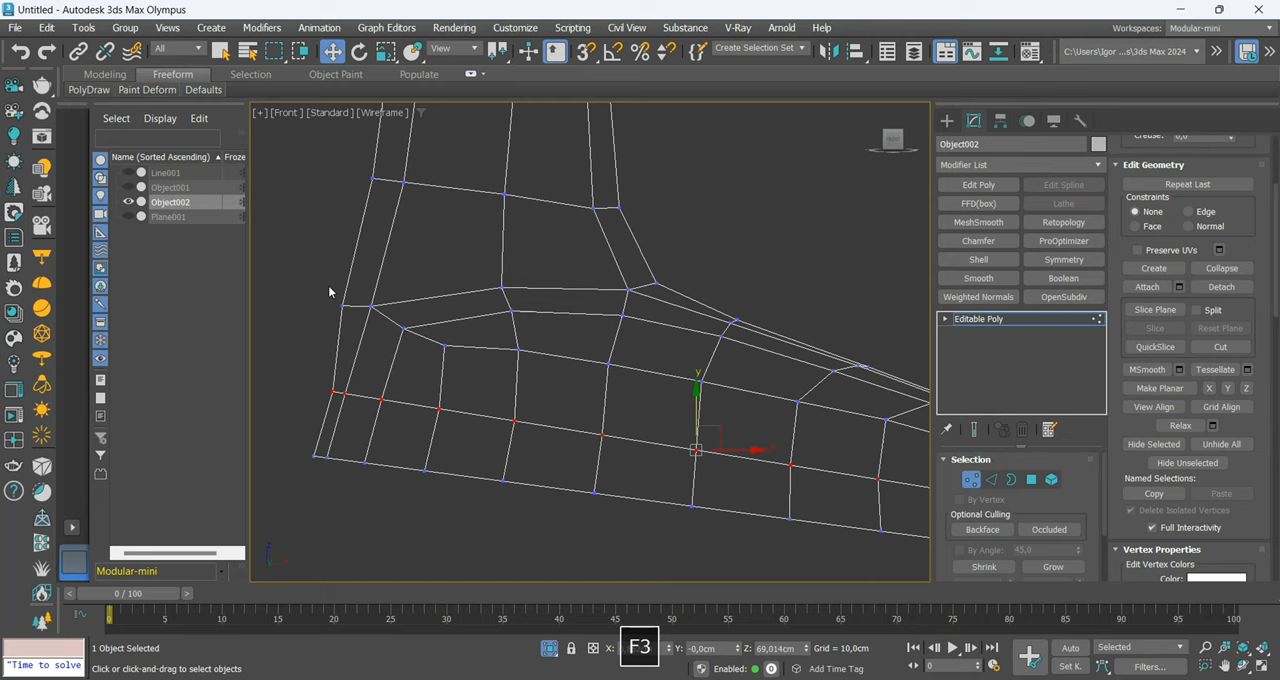 Untitled - Autodesk 3ds Max Olympus
File Edit Tools Group Views Create Modifiers Animation Graph Editors Rendering Customize Scripting Civil View Substance V-Ray Arnold Help
Workspaces: Modular-mini
All
View
Create Selection Set
C:\Users\Igor ...s\3ds Max 2024
Modeling Freeform Selection Object Paint Populate
PolyDraw Paint Deform Defaults
Select Display Edit
Name (Sorted Ascending) Froze
Line001
Object001
Object002
Plane001
Modular-mini
[+] [Front ] [Standard ] [Wireframe ]
FRONT
y
x
Object002
Modifier List
Edit Poly Edit Spline
FFD(box) Lathe
MeshSmooth Retopology
Chamfer ProOptimizer
Shell Symmetry
Smooth Boolean
Weighted Normals OpenSubdiv
Editable Poly
Selection
By Vertex
Optional Culling
Backface Occluded
By Angle: 45,0
Shrink Grow
Crease: 0,0
Edit Geometry
Repeat Last
Constraints
None Edge
Face Normal
Preserve UVs
Create Collapse
Attach Detach
Slice Plane Split
Slice Reset Plane
QuickSlice Cut
MSmooth Tessellate
Make Planar X Y Z
View Align Grid Align
Relax
Hide Selected Unhide All
Hide Unselected
Named Selections:
Copy Paste
Delete Isolated Vertices
Full Interactivity
Vertex Properties
Edit Vertex Colors
Color:
< 0 / 100 >
0 5 10 15 20 25 30 35 40 45 50 55 60 65 70 75 80 85 90 95 100
F3
"Time to solve
1 Object Selected
Click or click-and-drag to select objects
X: Y: -0,0cm Z: 69,014cm Grid = 10,0cm
Enabled: 0 Add Time Tag
0
Auto Selected
Set K. Filters...